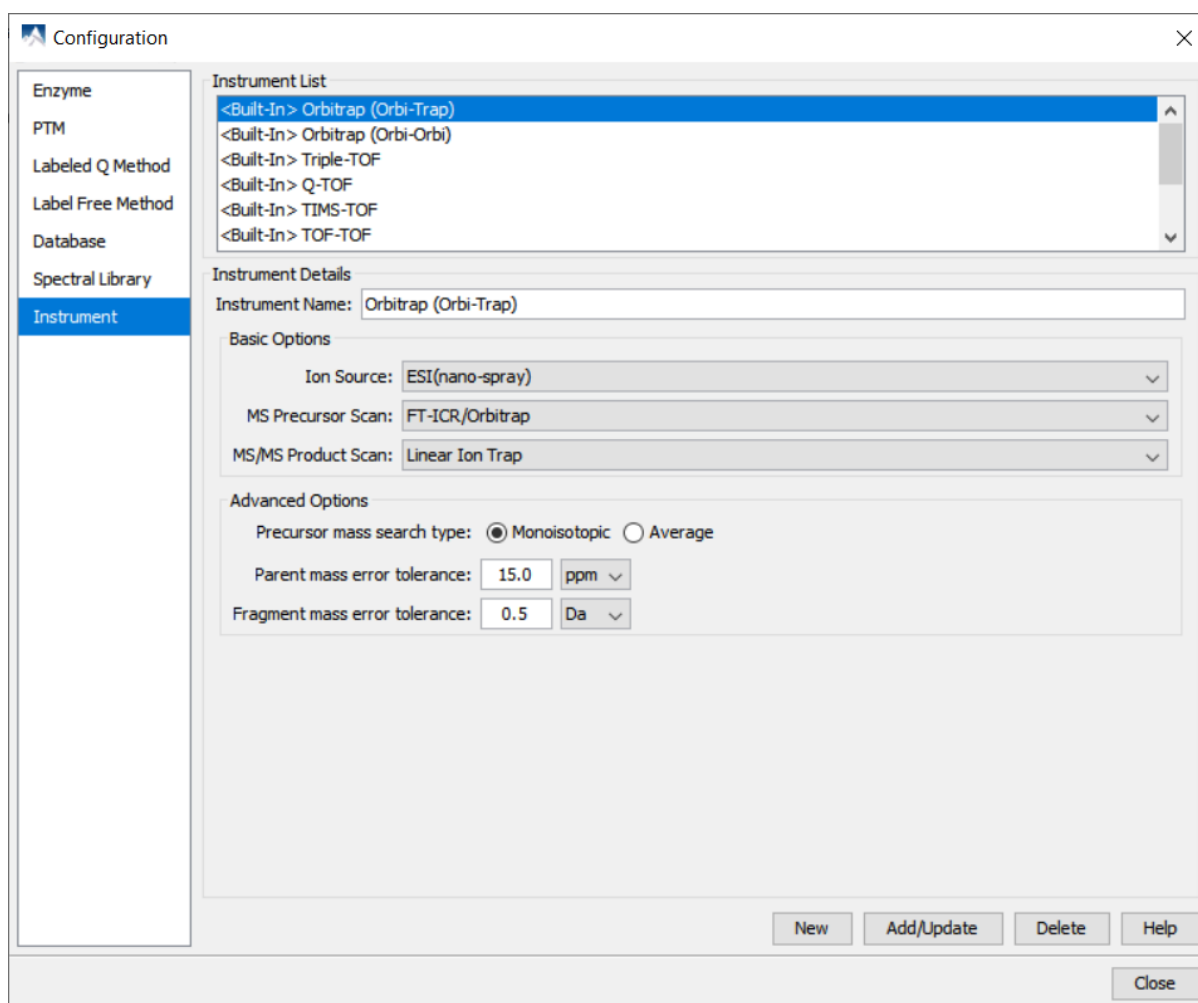 Configuration
Enzyme
PTM
Labeled Q Method
Label Free Method
Database
Spectral Library
Instrument
Instrument List
<Built-In> Orbitrap (Orbi-Trap)
<Built-In> Orbitrap (Orbi-Orbi)
<Built-In> Triple-TOF
<Built-In> Q-TOF
<Built-In> TIMS-TOF
<Built-In> TOF-TOF
Instrument Details
Instrument Name: Orbitrap (Orbi-Trap)
Basic Options
Ion Source: ESI(nano-spray)
MS Precursor Scan: FT-ICR/Orbitrap
MS/MS Product Scan: Linear Ion Trap
Advanced Options
Precursor mass search type: Monoisotopic Average
Parent mass error tolerance: 15.0 ppm
Fragment mass error tolerance: 0.5 Da
New Add/Update Delete Help
Close